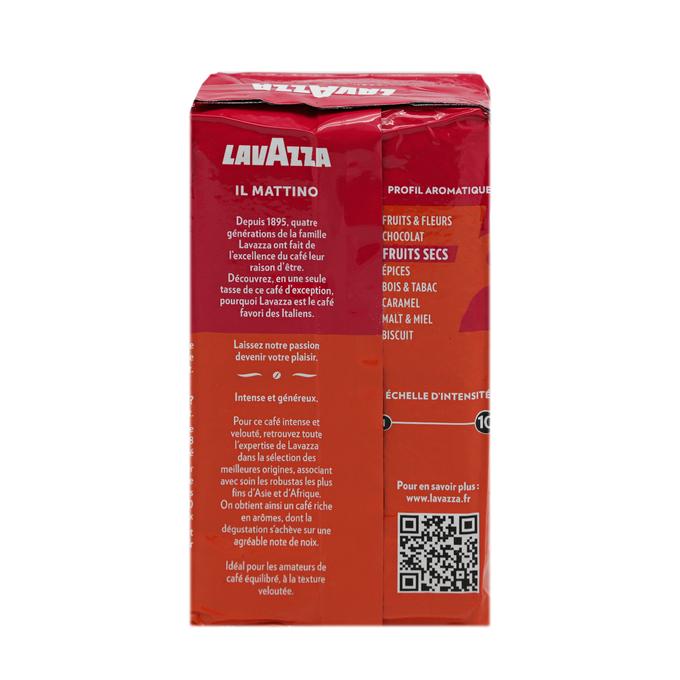 LAVAZZA
LAVAZZA
IL MATTINO
Depuis 1895, quatre
générations de la famille
Lavazza ont fait de
l'excellence du café leur
raison d'être.
Découvrez, en une seule
tasse de ce café d'exception,
pourquoi Lavazza est le café
favori des Italiens.
Laissez notre passion
devenir votre plaisir.
Intense et généreux.
Pour ce café intense et
velouté, retrouvez toute
l'expertise de Lavazza
dans la sélection des
meilleures origines, associant
avec soin les robustas les plus
fins d'Asie et d'Afrique.
On obtient ainsi un café riche
en arômes, dont la
dégustation s'achève sur une
agréable note de noix.
Idéal pour les amateurs de
café équilibré, à la texture
veloutée.
PROFIL AROMATIQUE
FRUITS & FLEURS
CHOCOLAT
FRUITS SECS
ÉPICES
BOIS & TABAC
CARAMEL
MALT & MIEL
BISCUIT
ÉCHELLE D'INTENSITÉ
10
Pour en savoir plus :
www.lavazza.fr